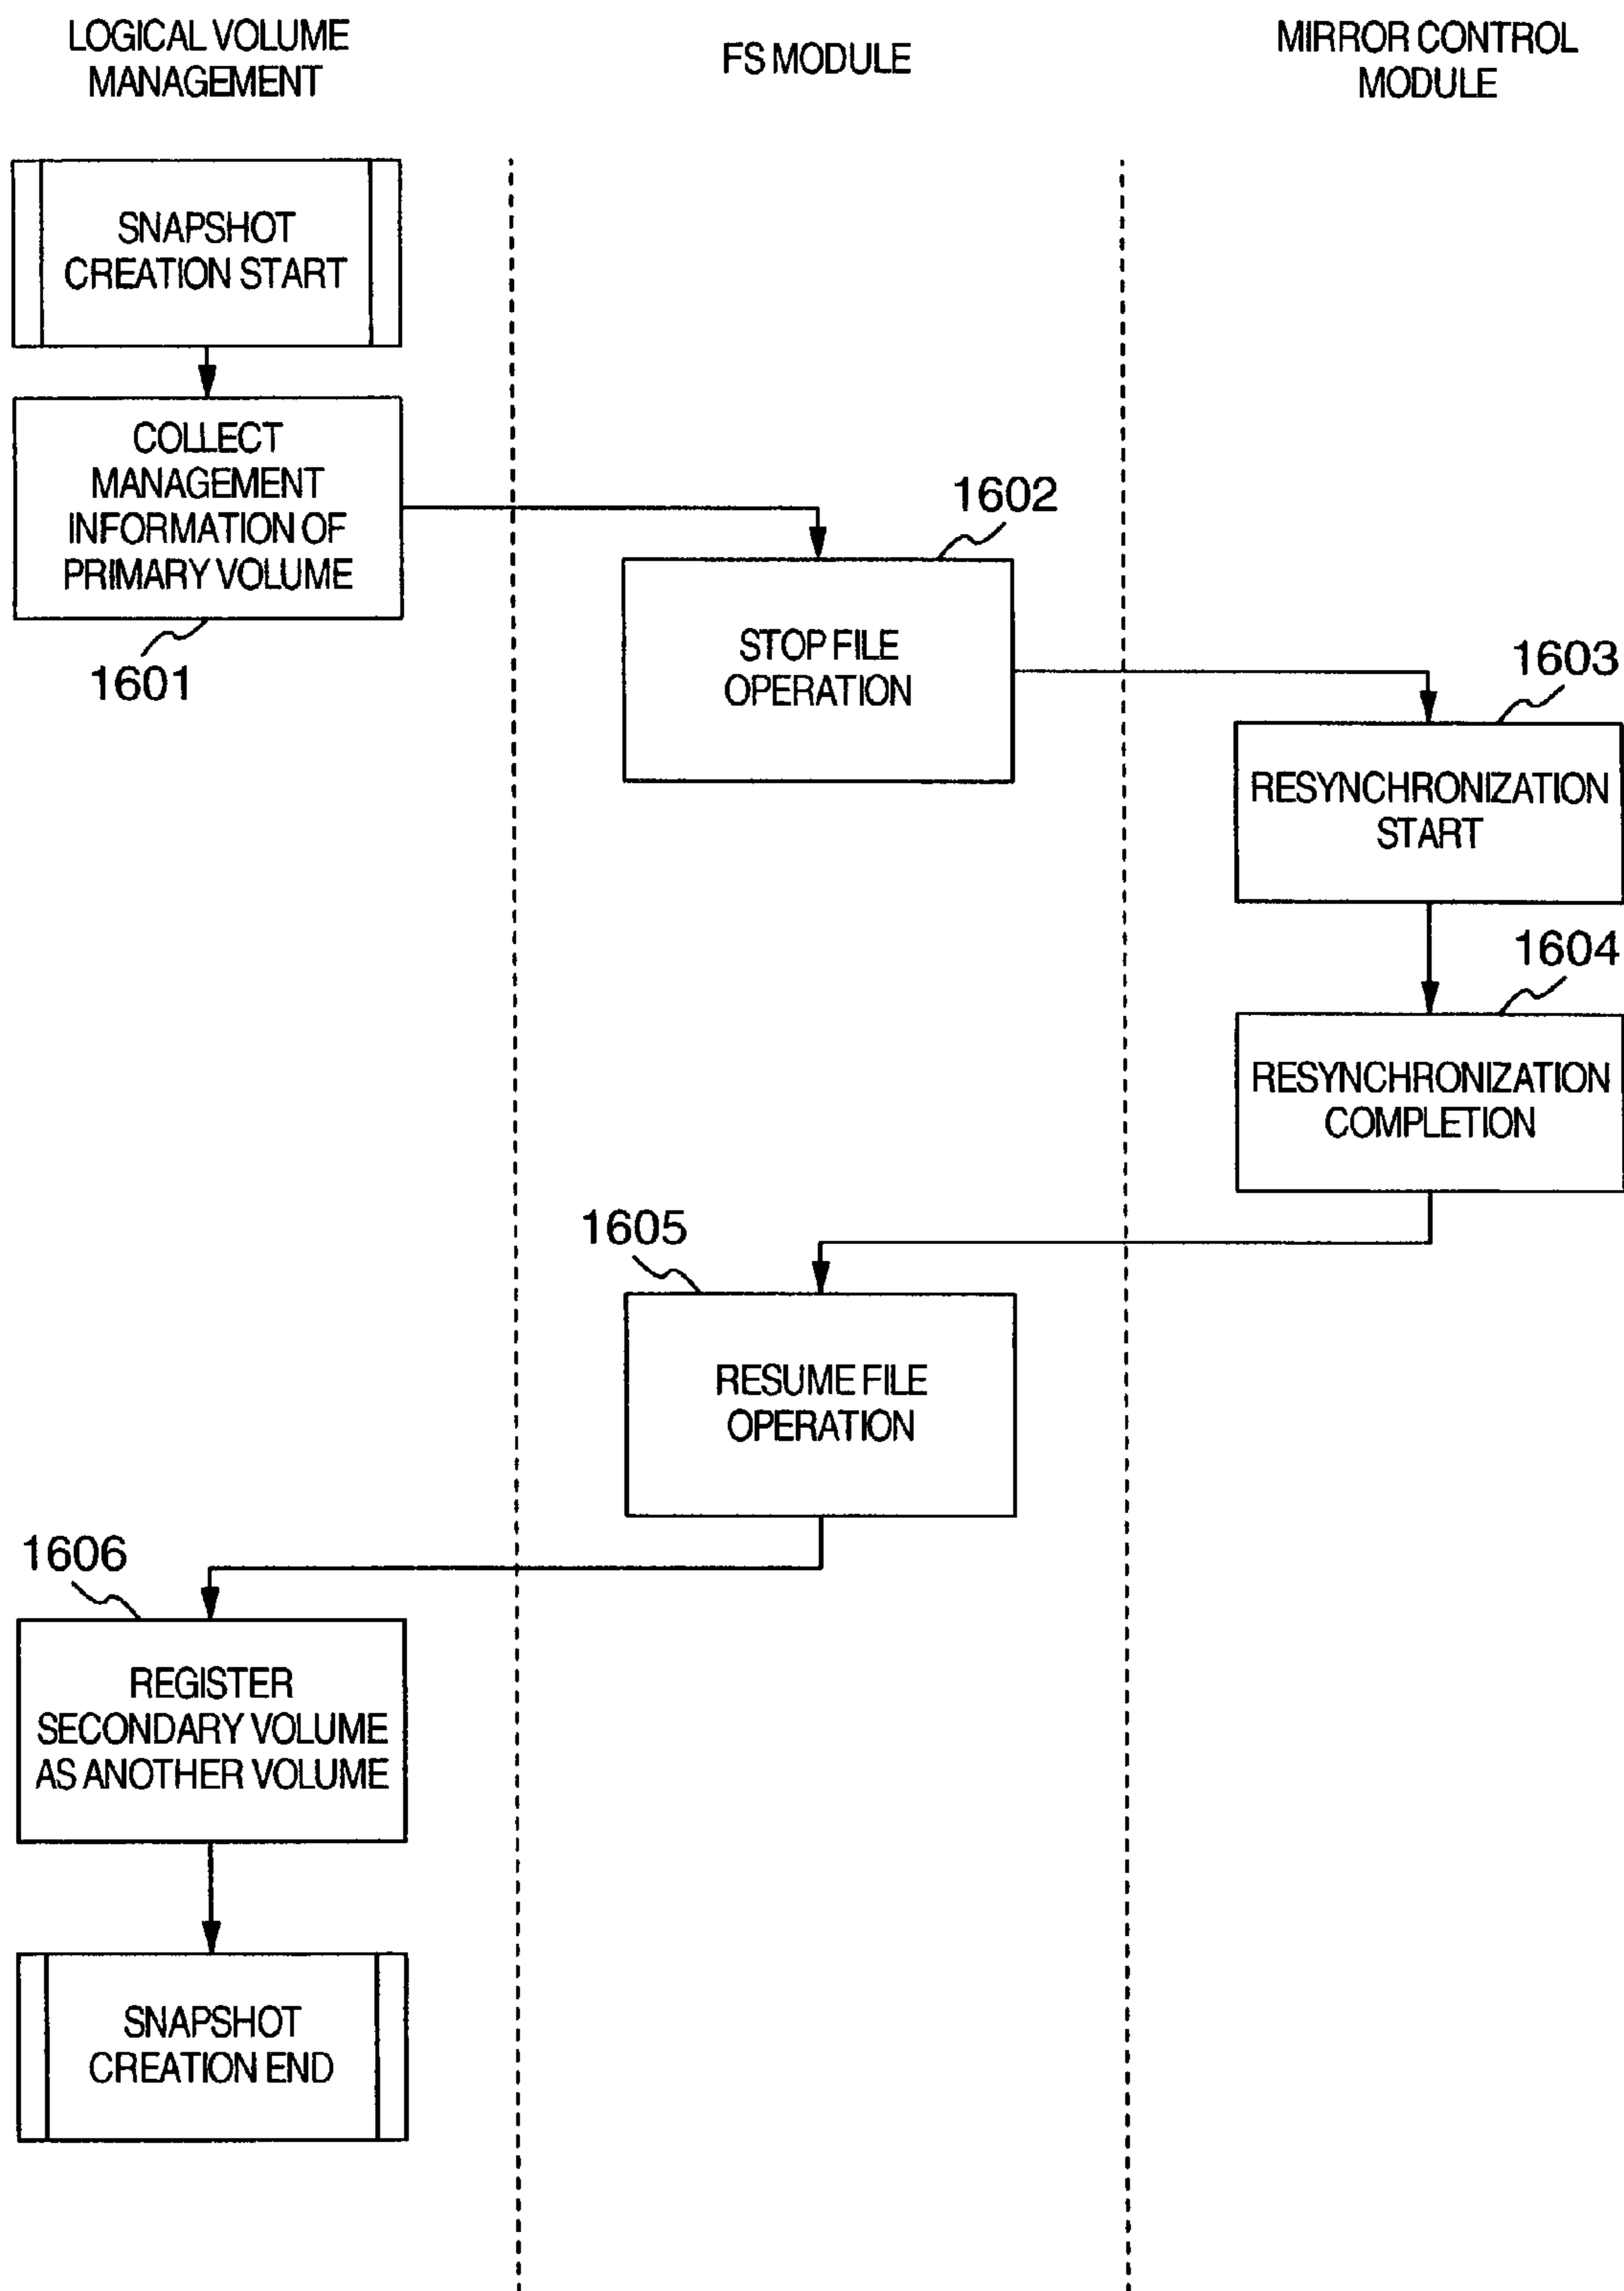 LOGICAL VOLUME
MANAGEMENT
FS MODULE
MIRROR CONTROL
MODULE
SNAPSHOT
CREATION START
COLLECT
MANAGEMENT
INFORMATION OF
PRIMARY VOLUME
1601
1602
STOP FILE
OPERATION
1603
RESYNCHRONIZATION
START
1604
RESYNCHRONIZATION
COMPLETION
1605
RESUME FILE
OPERATION
1606
REGISTER
SECONDARY VOLUME
AS ANOTHER VOLUME
SNAPSHOT
CREATION END